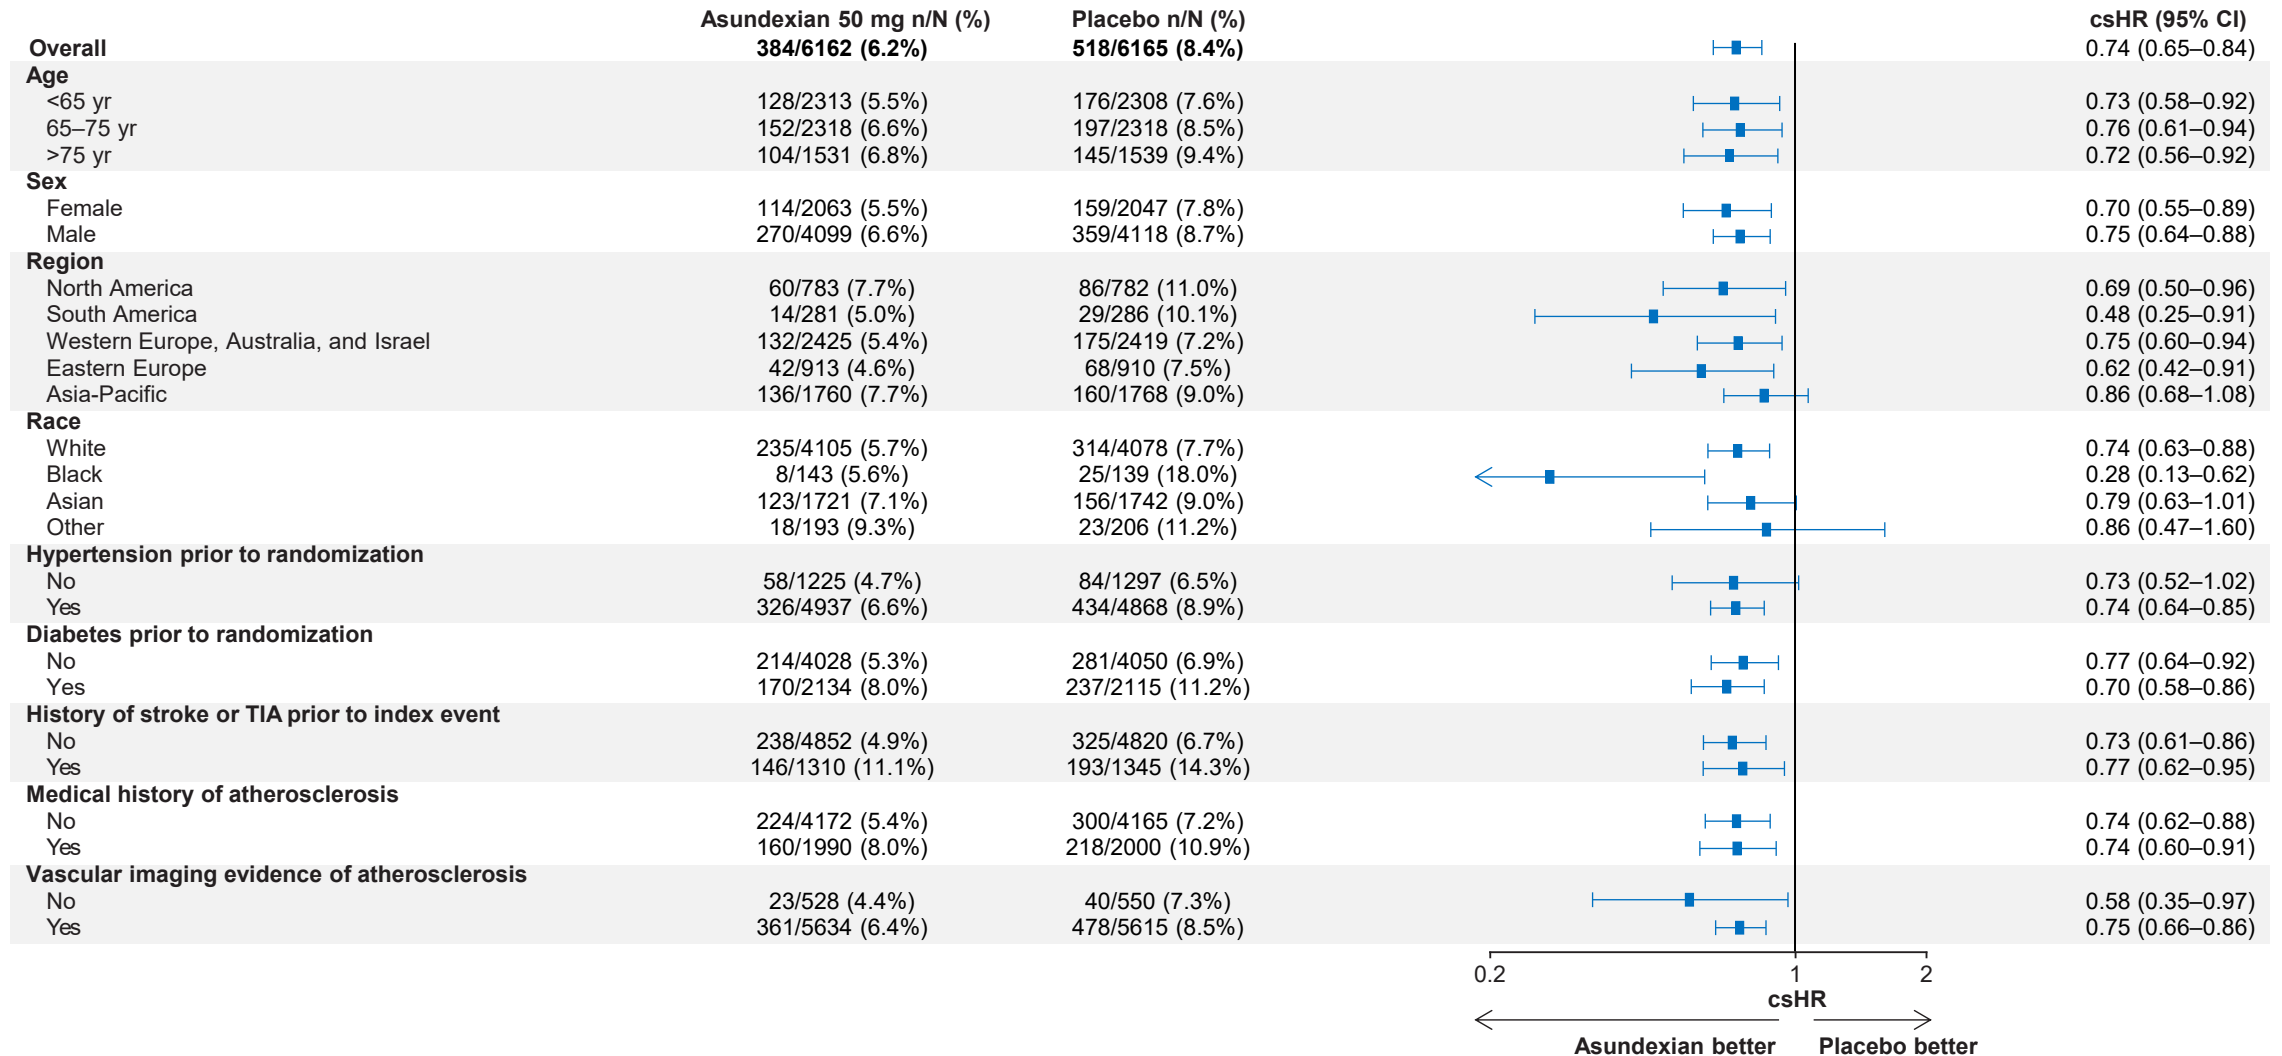 Asundexian 50 mg n/N (%) Placebo n/N (%) csHR (95% CI)
Overall 384/6162 (6.2%) 518/6165 (8.4%) 0.74 (0.65–0.84)
Age
<65 yr 128/2313 (5.5%) 176/2308 (7.6%) 0.73 (0.58–0.92)
65–75 yr 152/2318 (6.6%) 197/2318 (8.5%) 0.76 (0.61–0.94)
>75 yr 104/1531 (6.8%) 145/1539 (9.4%) 0.72 (0.56–0.92)
Sex
Female 114/2063 (5.5%) 159/2047 (7.8%) 0.70 (0.55–0.89)
Male 270/4099 (6.6%) 359/4118 (8.7%) 0.75 (0.64–0.88)
Region
North America 60/783 (7.7%) 86/782 (11.0%) 0.69 (0.50–0.96)
South America 14/281 (5.0%) 29/286 (10.1%) 0.48 (0.25–0.91)
Western Europe, Australia, and Israel 132/2425 (5.4%) 175/2419 (7.2%) 0.75 (0.60–0.94)
Eastern Europe 42/913 (4.6%) 68/910 (7.5%) 0.62 (0.42–0.91)
Asia-Pacific 136/1760 (7.7%) 160/1768 (9.0%) 0.86 (0.68–1.08)
Race
White 235/4105 (5.7%) 314/4078 (7.7%) 0.74 (0.63–0.88)
Black 8/143 (5.6%) 25/139 (18.0%) 0.28 (0.13–0.62)
Asian 123/1721 (7.1%) 156/1742 (9.0%) 0.79 (0.63–1.01)
Other 18/193 (9.3%) 23/206 (11.2%) 0.86 (0.47–1.60)
Hypertension prior to randomization
No 58/1225 (4.7%) 84/1297 (6.5%) 0.73 (0.52–1.02)
Yes 326/4937 (6.6%) 434/4868 (8.9%) 0.74 (0.64–0.85)
Diabetes prior to randomization
No 214/4028 (5.3%) 281/4050 (6.9%) 0.77 (0.64–0.92)
Yes 170/2134 (8.0%) 237/2115 (11.2%) 0.70 (0.58–0.86)
History of stroke or TIA prior to index event
No 238/4852 (4.9%) 325/4820 (6.7%) 0.73 (0.61–0.86)
Yes 146/1310 (11.1%) 193/1345 (14.3%) 0.77 (0.62–0.95)
Medical history of atherosclerosis
No 224/4172 (5.4%) 300/4165 (7.2%) 0.74 (0.62–0.88)
Yes 160/1990 (8.0%) 218/2000 (10.9%) 0.74 (0.60–0.91)
Vascular imaging evidence of atherosclerosis
No 23/528 (4.4%) 40/550 (7.3%) 0.58 (0.35–0.97)
Yes 361/5634 (6.4%) 478/5615 (8.5%) 0.75 (0.66–0.86)
0.2 1 2
csHR
Asundexian better Placebo better